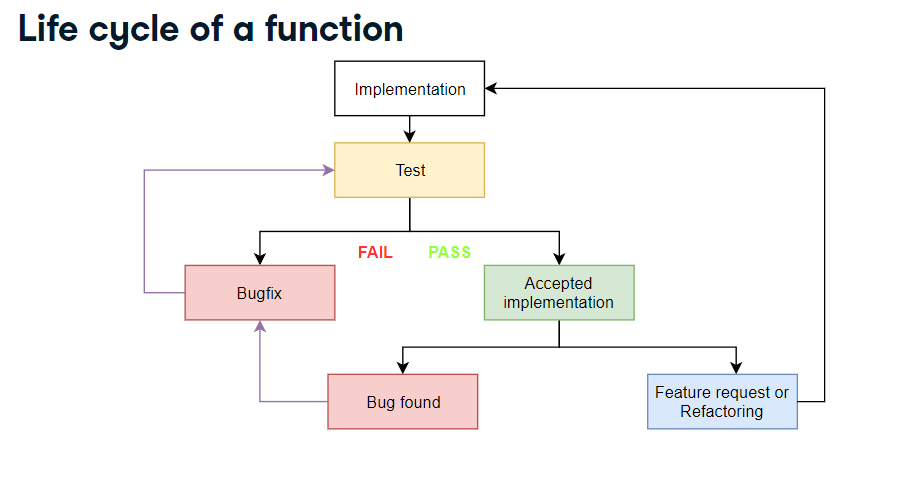 Life cycle of a function
Implementation
Test
FAIL
PASS
Bugfix
Accepted
implementation
Bug found
Feature request or
Refactoring